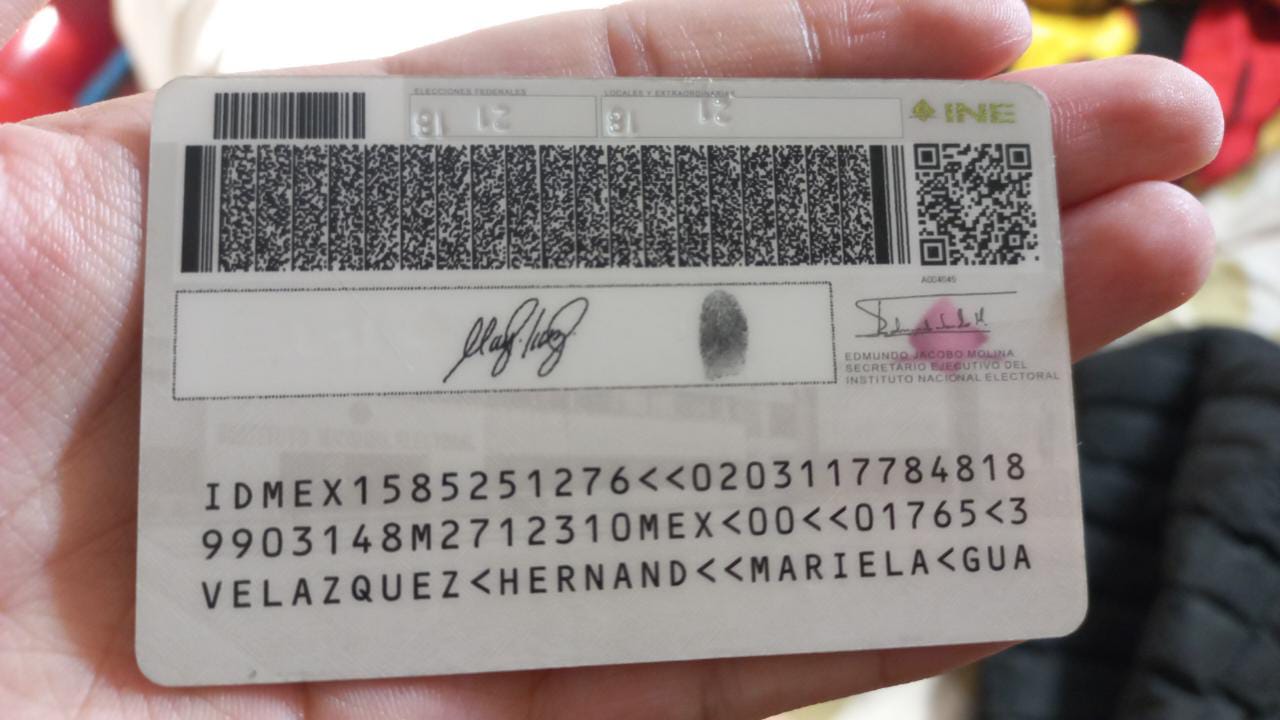 ELECCIONES FEDERALES LOCALES Y EXTRAORDINARIAS
INE
A004045
EDMUNDO JACOBO MOLINA
SECRETARIO EJECUTIVO DEL
INSTITUTO NACIONAL ELECTORAL
IDMEX1585251276<<0203117784818
9903148M2712310MEX<00<<01765<3
VELAZQUEZ<HERNAND<<MARIELA<GUA